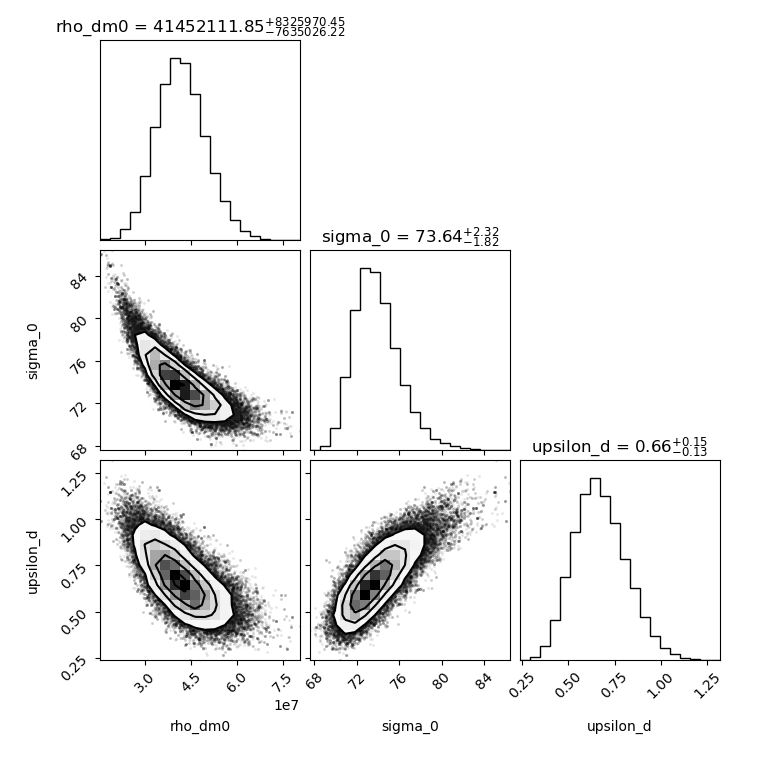 rho_dm0 = 41452111.85+8325970.45 −7635026.22
sigma_0 = 73.64+2.32 −1.82
84
80
76
72
68
sigma_0
upsilon_d = 0.66+0.15 −0.13
1.25
1.00
0.75
0.50
0.25
upsilon_d
3.0 4.5 6.0 7.5
1e7
68 72 76 80 84
0.25 0.50 0.75 1.00 1.25
rho_dm0 sigma_0 upsilon_d